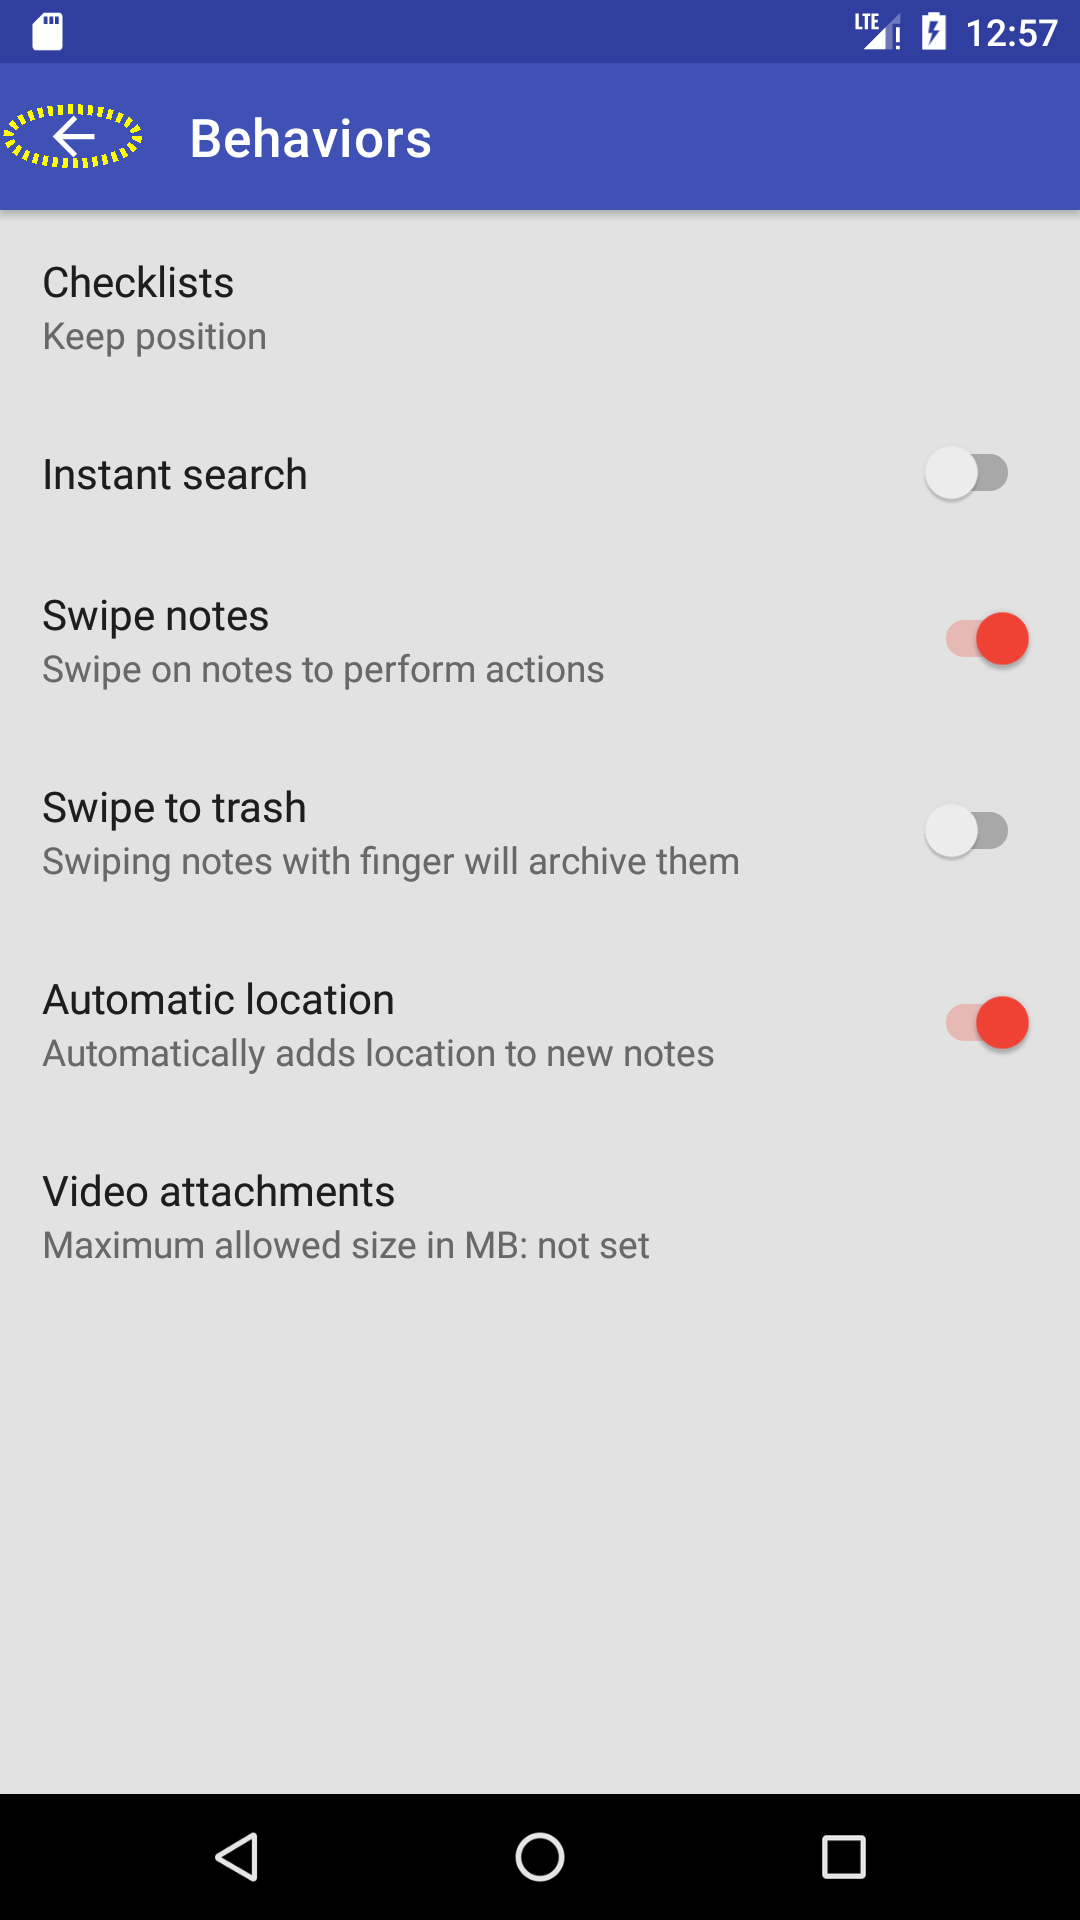 LTE 12:57
Behaviors
Checklists
Keep position
Instant search
Swipe notes
Swipe on notes to perform actions
Swipe to trash
Swiping notes with finger will archive them
Automatic location
Automatically adds location to new notes
Video attachments
Maximum allowed size in MB: not set